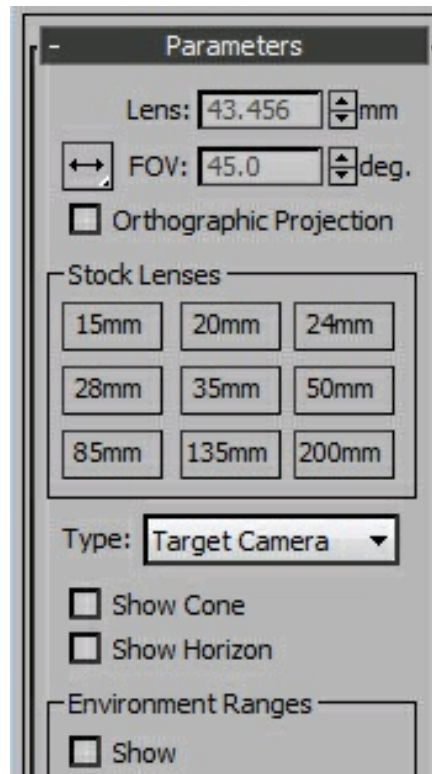 - Parameters
Lens: 43.456 mm
FOV: 45.0 deg.
Orthographic Projection
Stock Lenses
15mm 20mm 24mm
28mm 35mm 50mm
85mm 135mm 200mm
Type: Target Camera
Show Cone
Show Horizon
Environment Ranges
Show